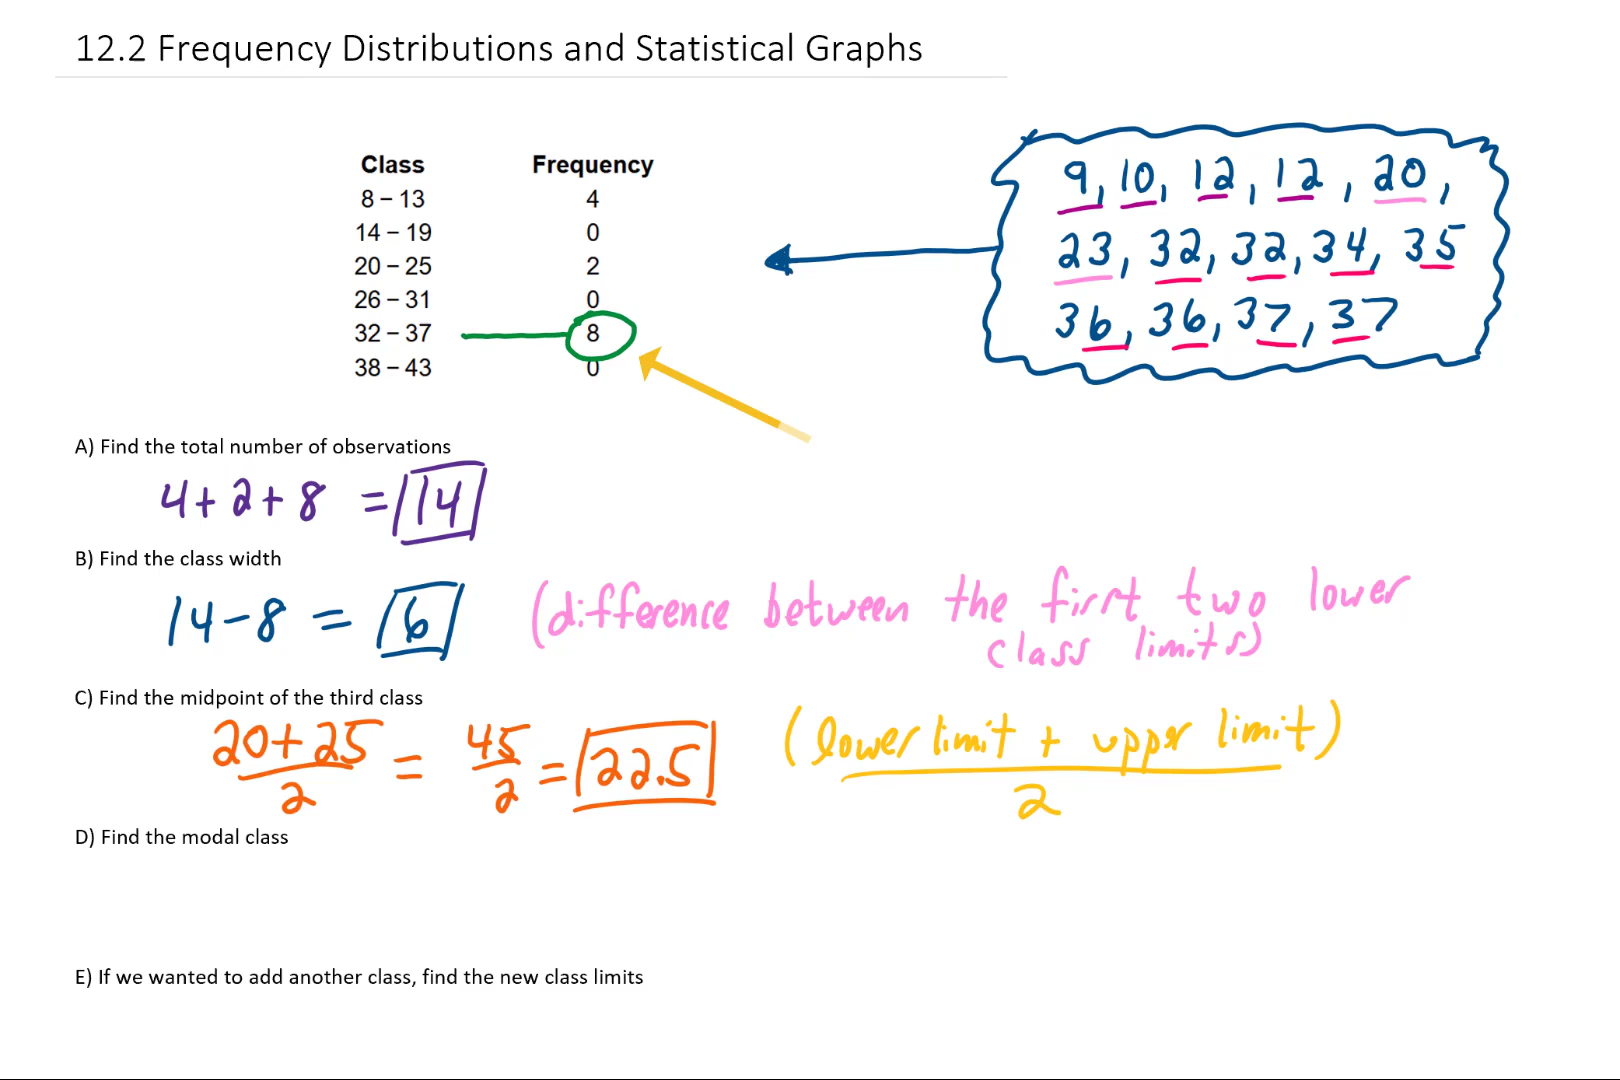 12.2 Frequency Distributions and Statistical Graphs
Class Frequency
8 – 13 4
14 – 19 0
20 – 25 2
26 – 31 0
32 – 37 8
38 – 43 0
9, 10, 12, 12, 20,
23, 32, 32, 34, 35
36, 36, 37, 37
A) Find the total number of observations
4 + 2 + 8 = 14
B) Find the class width
14 - 8 = 6 (difference between the first two lower
class limits)
C) Find the midpoint of the third class
20 + 25 / 2 = 45 / 2 = 22.5 (lower limit + upper limit) / 2
D) Find the modal class
E) If we wanted to add another class, find the new class limits